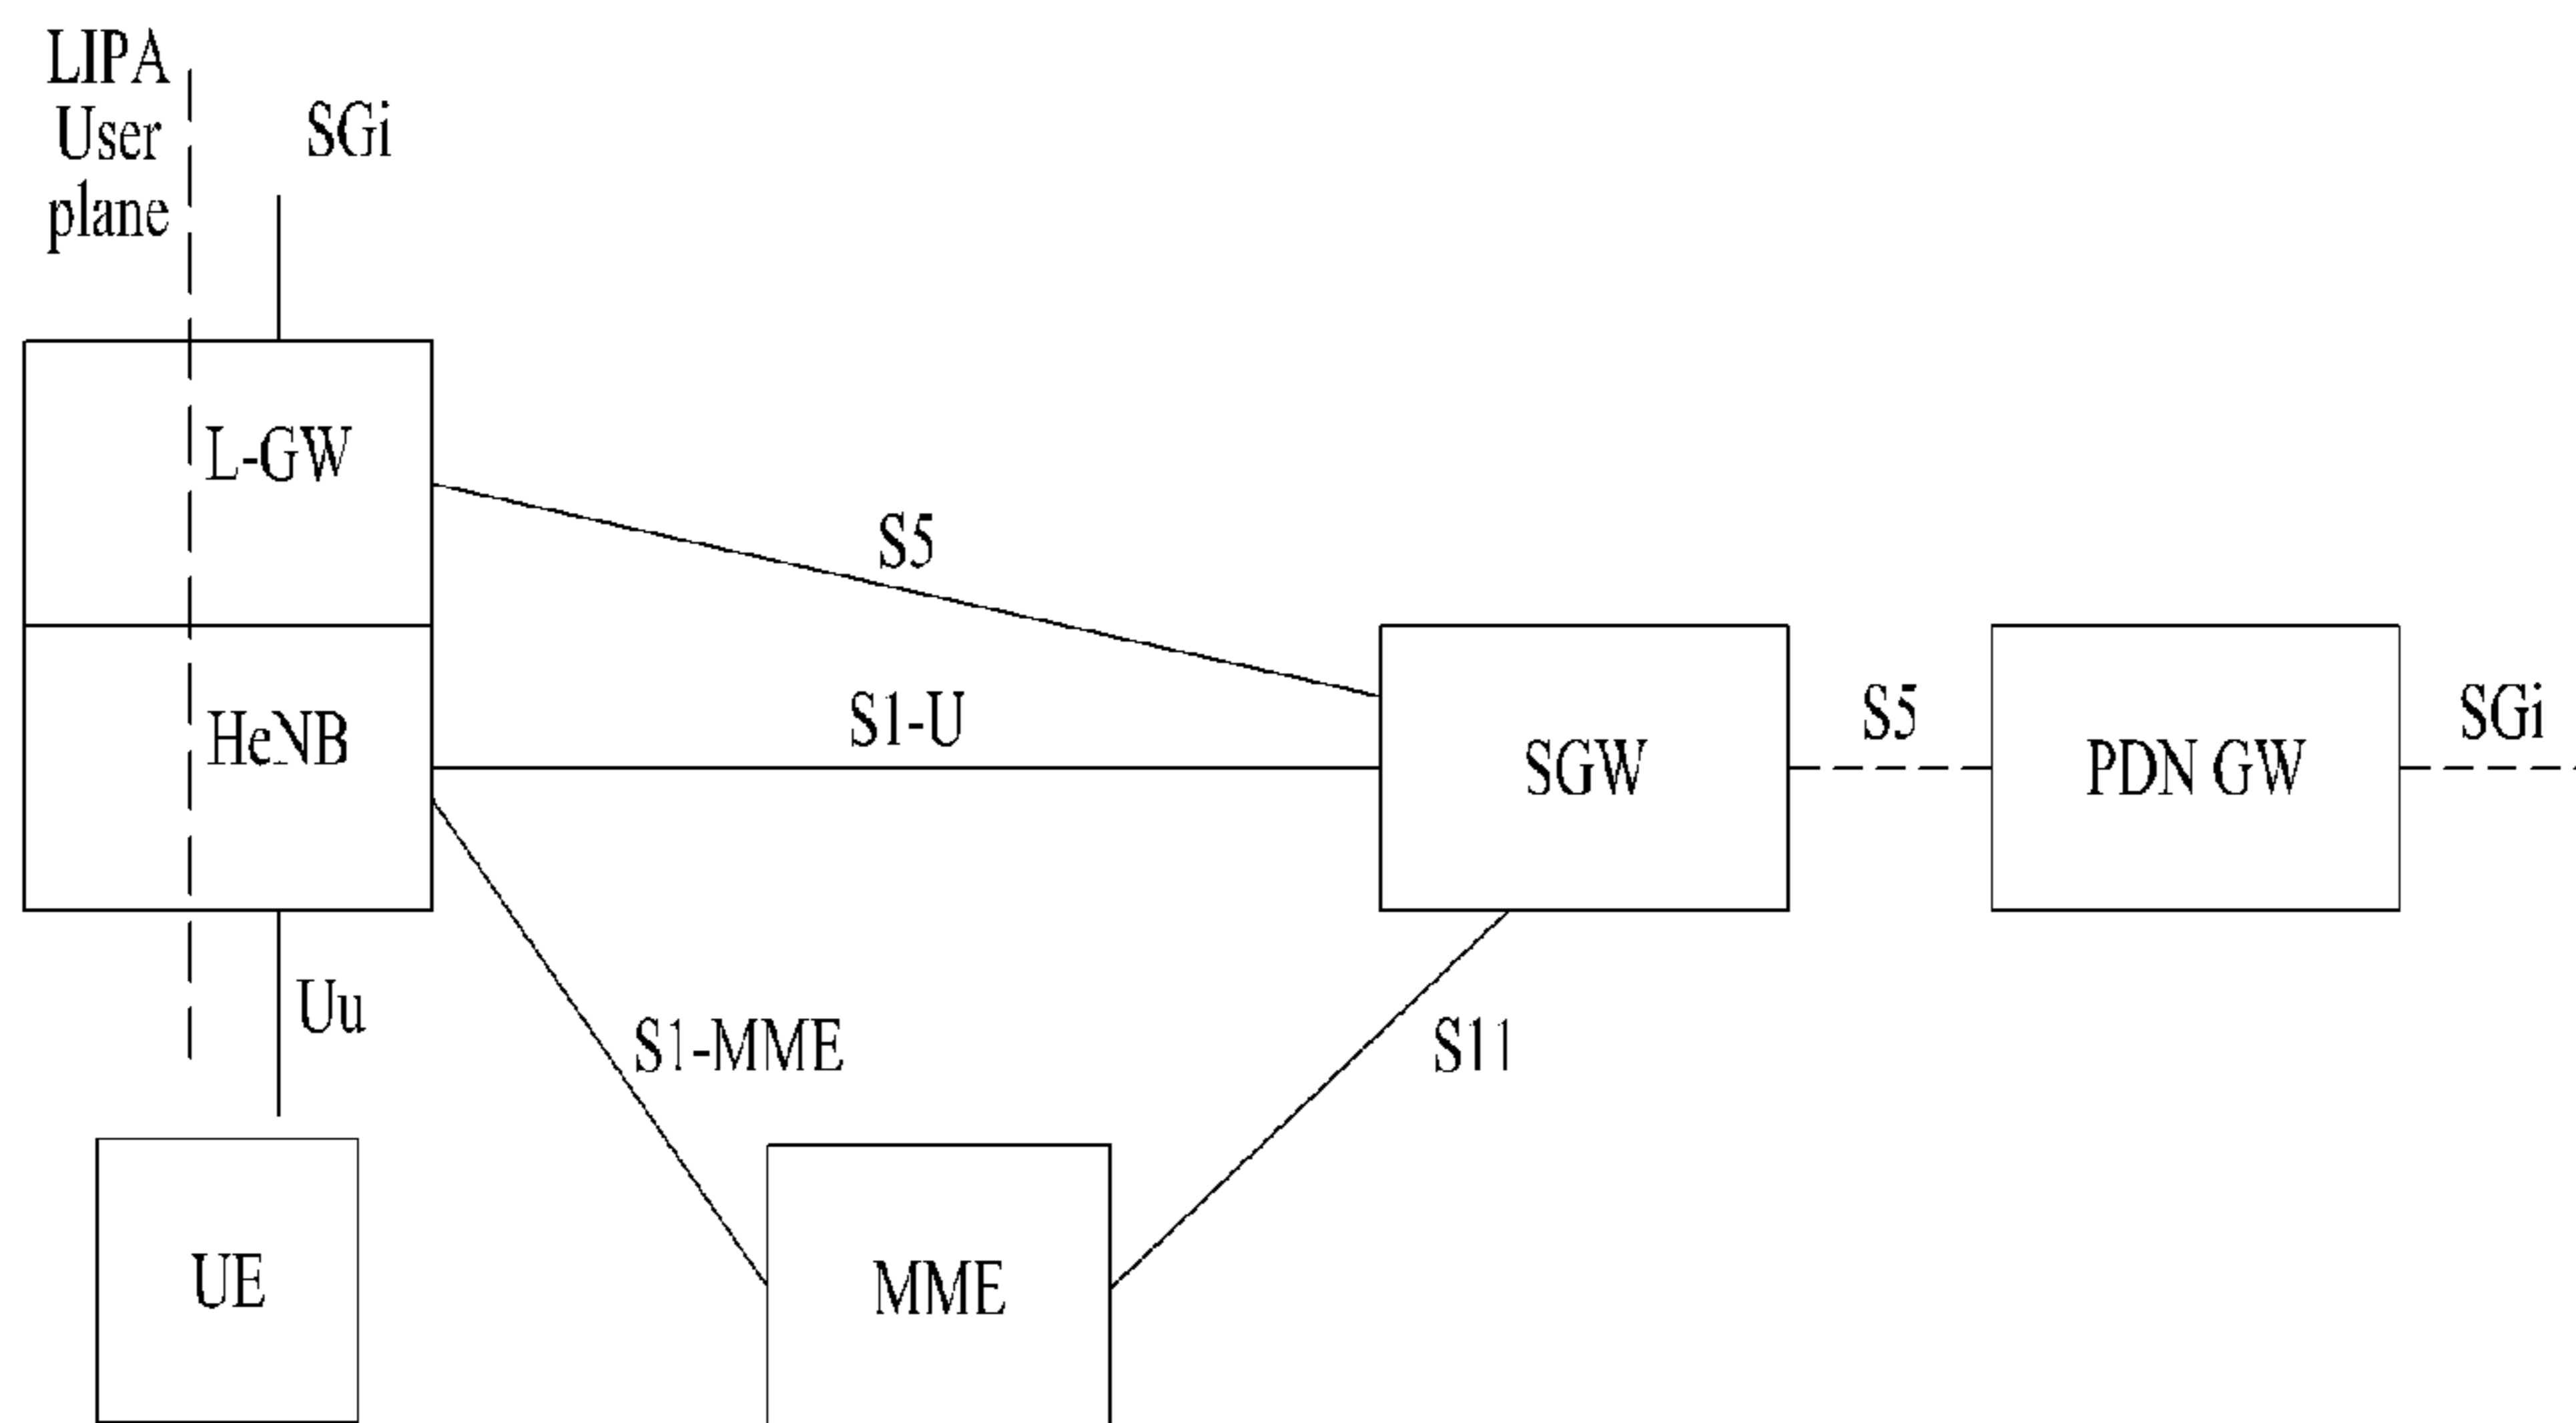 LIPA
User
plane
SGi
L-GW
S5
HeNB
S1-U
SGW
S5
PDN GW
SGi
Uu
S1-MME
S11
UE
MME